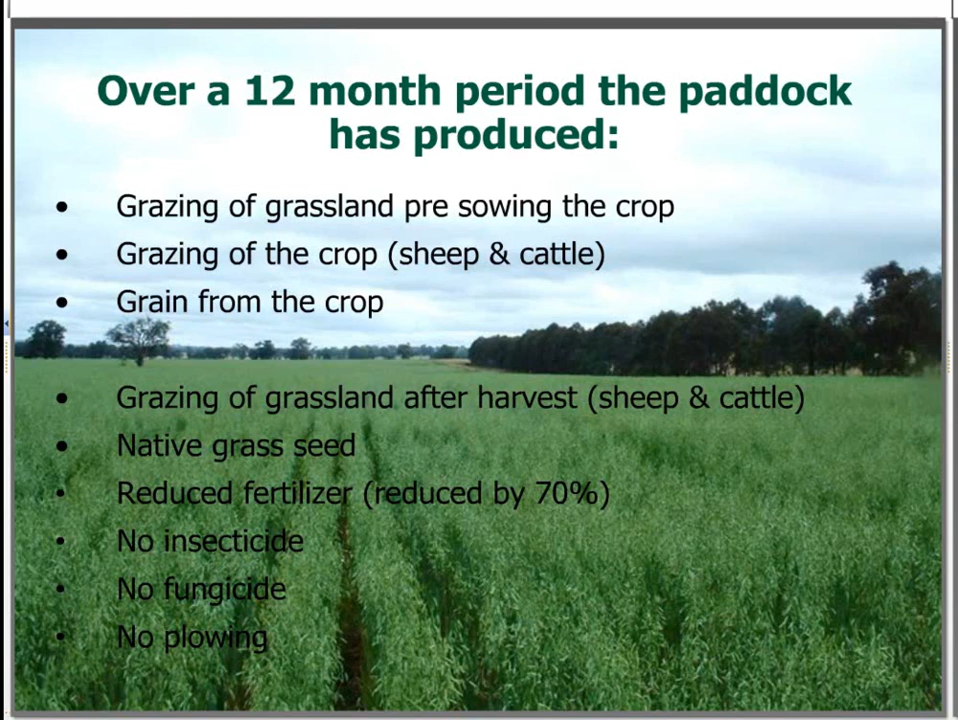 Over a 12 month period the paddock
has produced:
• Grazing of grassland pre sowing the crop
• Grazing of the crop (sheep & cattle)
• Grain from the crop
• Grazing of grassland after harvest (sheep & cattle)
• Native grass seed
• Reduced fertilizer (reduced by 70%)
• No insecticide
• No fungicide
• No plowing